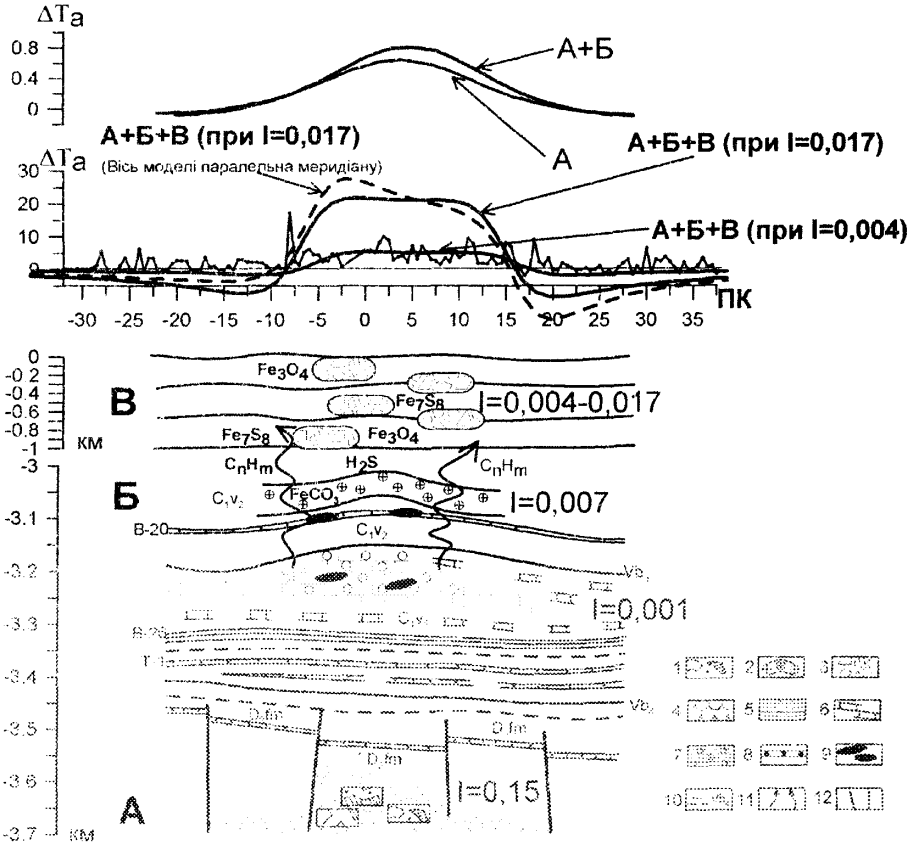 ΔTa
0.8
0.4
0
А+Б
А
А+Б+В (при I=0,017)
(Вісь моделі паралельна меридіану)
А+Б+В (при I=0,017)
ΔTa
30
20
10
0
А+Б+В (при I=0,004)
ПК
-30 -25 -20 -15 -10 -5 0 5 10 15 20 25 30 35
0
-0.2
-0.4
-0.6
-0.8
-1
км
В
Fe3O4
Fe7S8
I=0,004-0,017
Fe7S8
Fe3O4
CnHm
H2S
CnHm
-3
-3.1
-3.2
-3.3
-3.4
-3.5
-3.6
-3.7
км
Б
C1v2
FeCO3
I=0,007
В-20
C1v2
I=0,001
D3fm
D3fm
D3fm
I=0,15
А
1 2 3
4 5 6
7 8 9
10 11 12